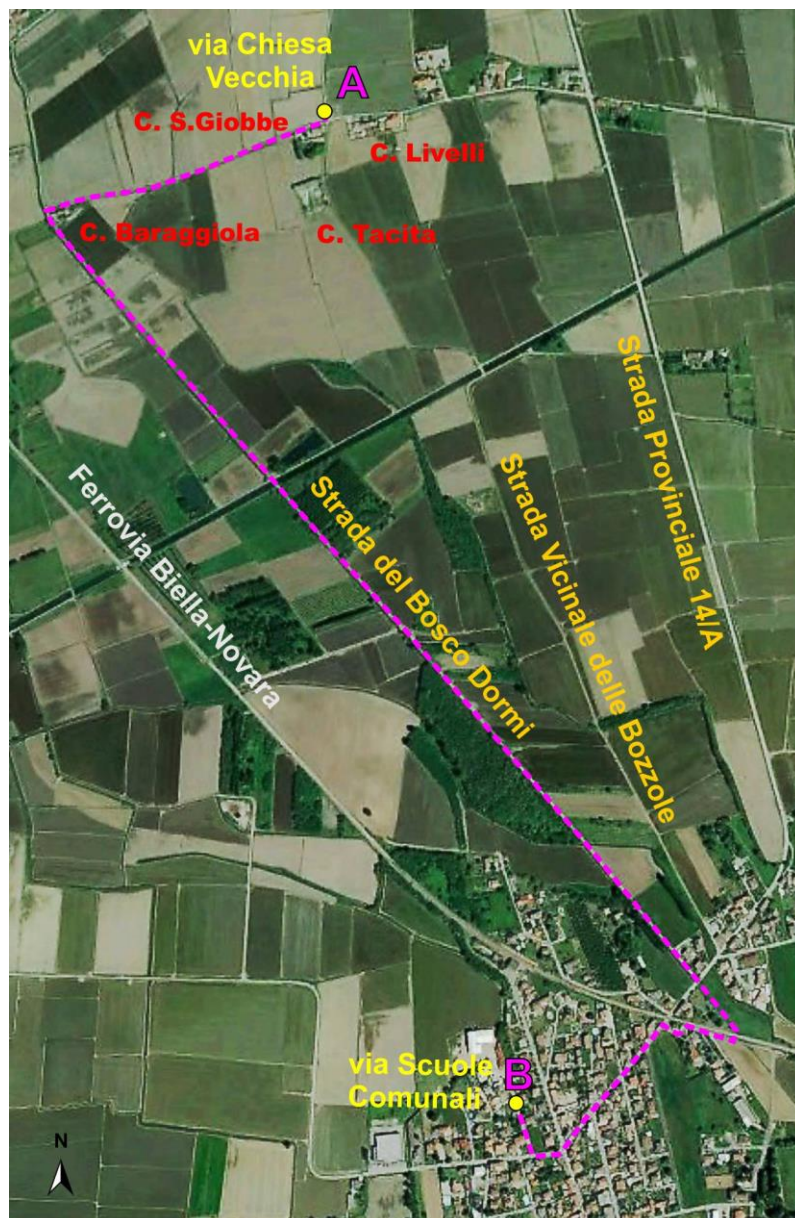 via Chiesa
Vecchia
A
C. S.Giobbe
C. Livelli
C. Baraggiola
C. Tacita
Strada Provinciale 14/A
Strada Vicinale delle Bozzole
Strada del Bosco Dormi
Ferrovia Biella-Novara
via Scuole
Comunali
B
N